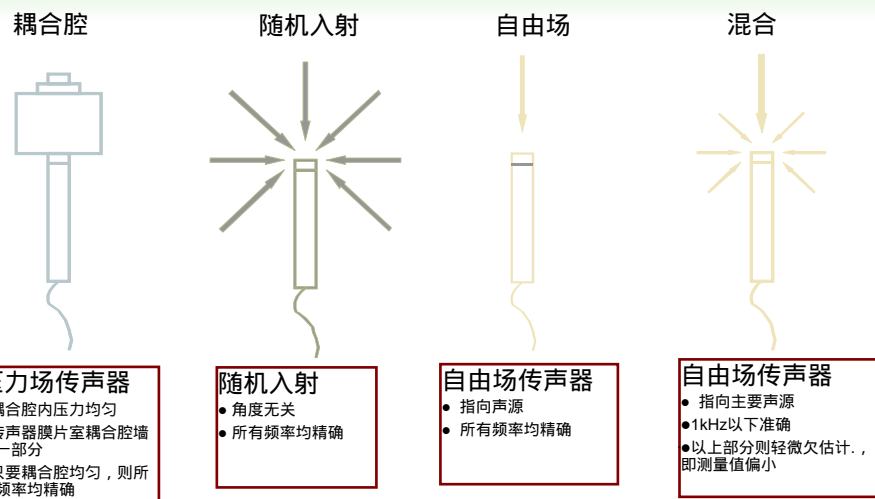 耦合腔
随机入射
自由场
混合
压力场传声器
耦合腔内压力均匀
传声器膜片室耦合腔墙
一部分
只要耦合腔均匀，则所
频率均精确
随机入射
● 角度无关
● 所有频率均精确
自由场传声器
● 指向声源
● 所有频率均精确
自由场传声器
● 指向主要声源
●1kHz以下准确
●以上部分则轻微欠估计.，
即测量值偏小